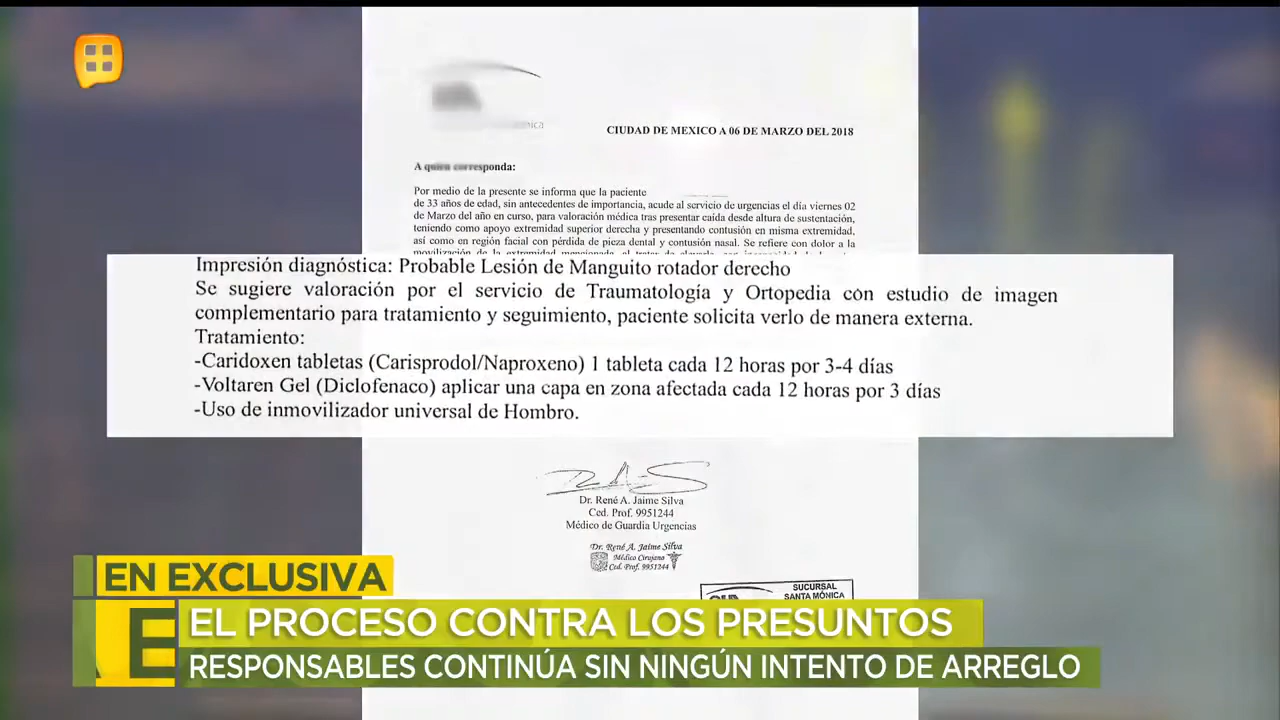 CIUDAD DE MEXICO A 06 DE MARZO DEL 2018
A quien corresponda:
Por medio de la presente se informa que la paciente
de 33 años de edad, sin antecedentes de importancia, acude al servicio de urgencias el día viernes 02
de Marzo del año en curso, para valoración médica tras presentar caída desde altura de sustentación,
teniendo como apoyo extremidad superior derecha y presentando contusión en misma extremidad,
así como en región facial con pérdida de pieza dental y contusión nasal. Se refiere con dolor a la
Impresión diagnóstica: Probable Lesión de Manguito rotador derecho
Se sugiere valoración por el servicio de Traumatología y Ortopedia con estudio de imagen
complementario para tratamiento y seguimiento, paciente solicita verlo de manera externa.
Tratamiento:
-Caridoxen tabletas (Carisprodol/Naproxeno) 1 tableta cada 12 horas por 3-4 días
-Voltaren Gel (Diclofenaco) aplicar una capa en zona afectada cada 12 horas por 3 días
-Uso de inmovilizador universal de Hombro.
Dr. René A. Jaime Silva
Ced. Prof. 9951244
Médico de Guardia Urgencias
Dr. René A. Jaime Silva
Médico Cirujano
Ced. Prof. 9951244
SUCURSAL
SANTA MÓNICA
EN EXCLUSIVA
E
EL PROCESO CONTRA LOS PRESUNTOS
RESPONSABLES CONTINÚA SIN NINGÚN INTENTO DE ARREGLO